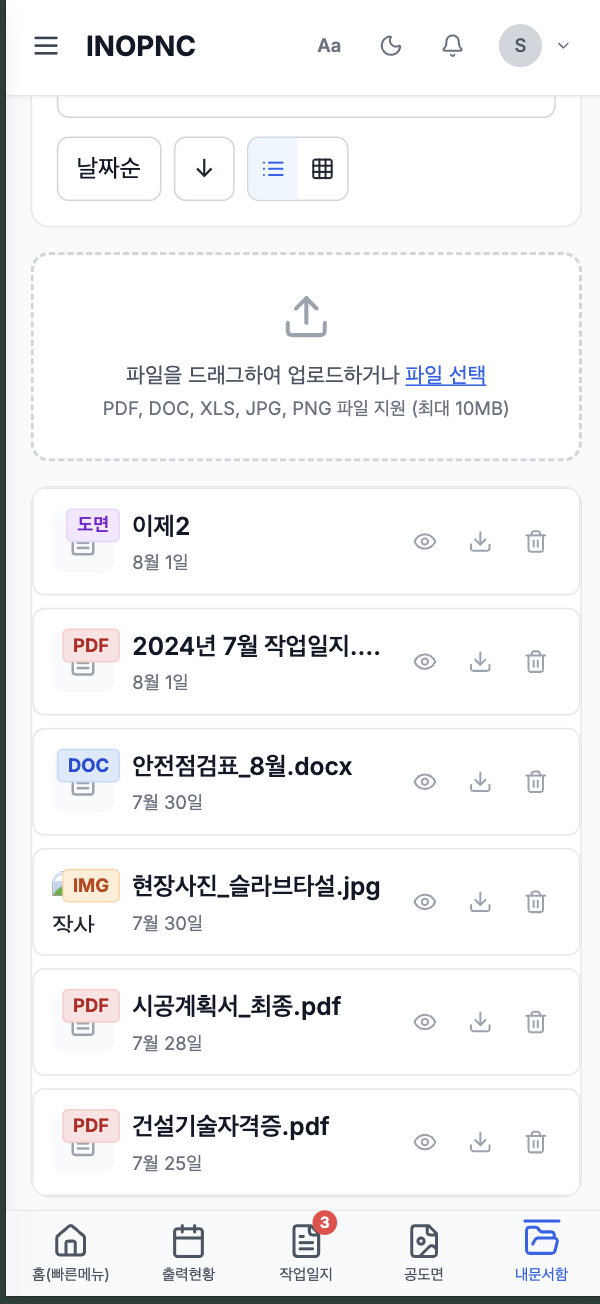 INOPNC
Aa
S
날짜순
파일을 드래그하여 업로드하거나 파일 선택
PDF, DOC, XLS, JPG, PNG 파일 지원 (최대 10MB)
도면
이제2
8월 1일
PDF
2024년 7월 작업일지....
8월 1일
DOC
안전점검표_8월.docx
7월 30일
IMG
현장사진_슬라브타설.jpg
7월 30일
PDF
시공계획서_최종.pdf
7월 28일
PDF
건설기술자격증.pdf
7월 25일
3
홈(빠른메뉴)
출력현황
작업일지
공도면
내문서함